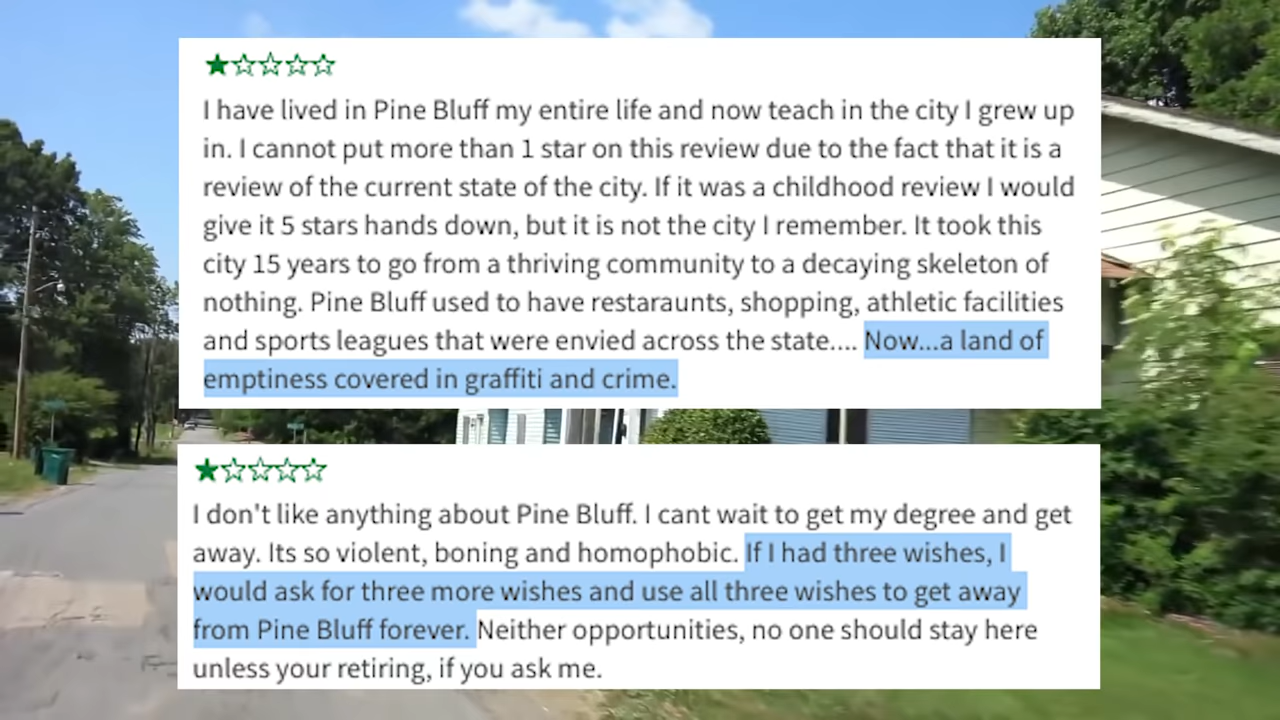 I have lived in Pine Bluff my entire life and now teach in the city I grew up
in. I cannot put more than 1 star on this review due to the fact that it is a
review of the current state of the city. If it was a childhood review I would
give it 5 stars hands down, but it is not the city I remember. It took this
city 15 years to go from a thriving community to a decaying skeleton of
nothing. Pine Bluff used to have restaraunts, shopping, athletic facilities
and sports leagues that were envied across the state.... Now...a land of
emptiness covered in graffiti and crime.
I don't like anything about Pine Bluff. I cant wait to get my degree and get
away. Its so violent, boning and homophobic. If I had three wishes, I
would ask for three more wishes and use all three wishes to get away
from Pine Bluff forever. Neither opportunities, no one should stay here
unless your retiring, if you ask me.